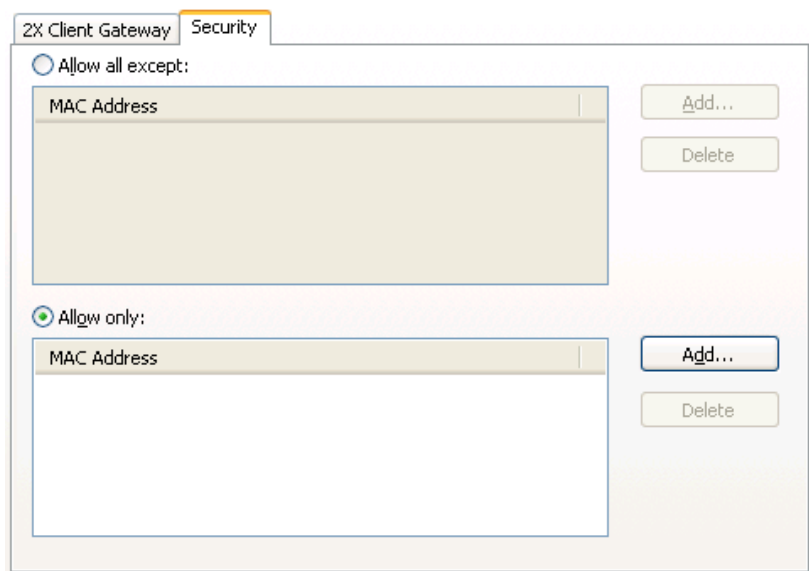 2X Client Gateway Security
Allow all except:
MAC Address
Add...
Delete
Allow only:
MAC Address
Add...
Delete